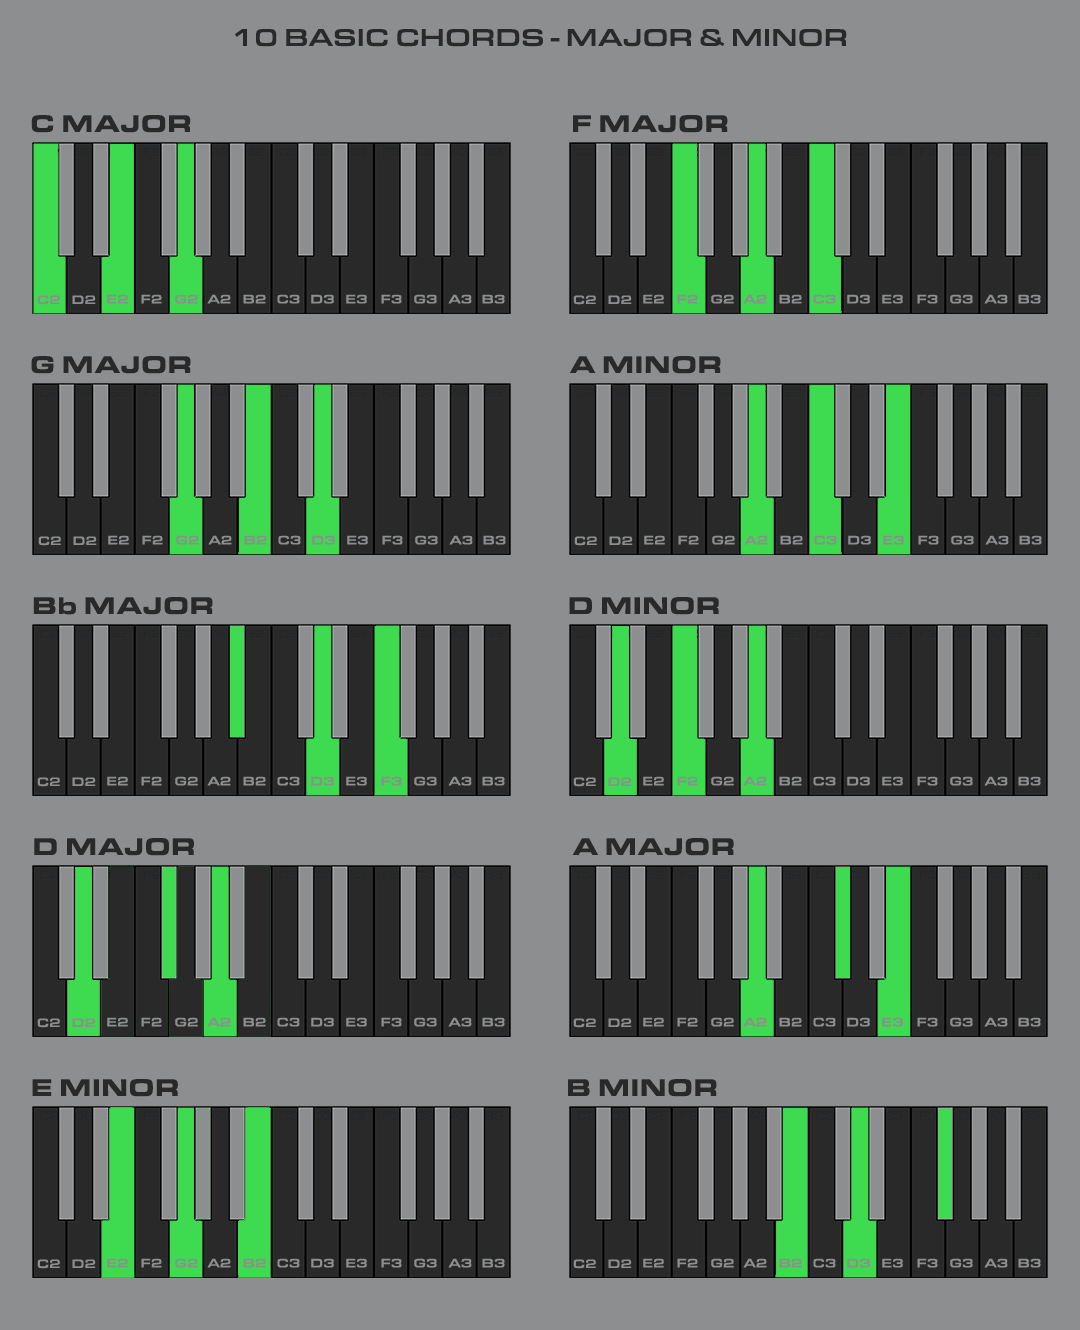 10 BASIC CHORDS - MAJOR & MINOR
C MAJOR
C2 D2 E2 F2 G2 A2 B2 C3 D3 E3 F3 G3 A3 B3
F MAJOR
C2 D2 E2 F2 G2 A2 B2 C3 D3 E3 F3 G3 A3 B3
G MAJOR
C2 D2 E2 F2 G2 A2 B2 C3 D3 E3 F3 G3 A3 B3
A MINOR
C2 D2 E2 F2 G2 A2 B2 C3 D3 E3 F3 G3 A3 B3
Bb MAJOR
C2 D2 E2 F2 G2 A2 B2 C3 D3 E3 F3 G3 A3 B3
D MINOR
C2 D2 E2 F2 G2 A2 B2 C3 D3 E3 F3 G3 A3 B3
D MAJOR
C2 D2 E2 F2 G2 A2 B2 C3 D3 E3 F3 G3 A3 B3
A MAJOR
C2 D2 E2 F2 G2 A2 B2 C3 D3 E3 F3 G3 A3 B3
E MINOR
C2 D2 E2 F2 G2 A2 B2 C3 D3 E3 F3 G3 A3 B3
B MINOR
C2 D2 E2 F2 G2 A2 B2 C3 D3 E3 F3 G3 A3 B3